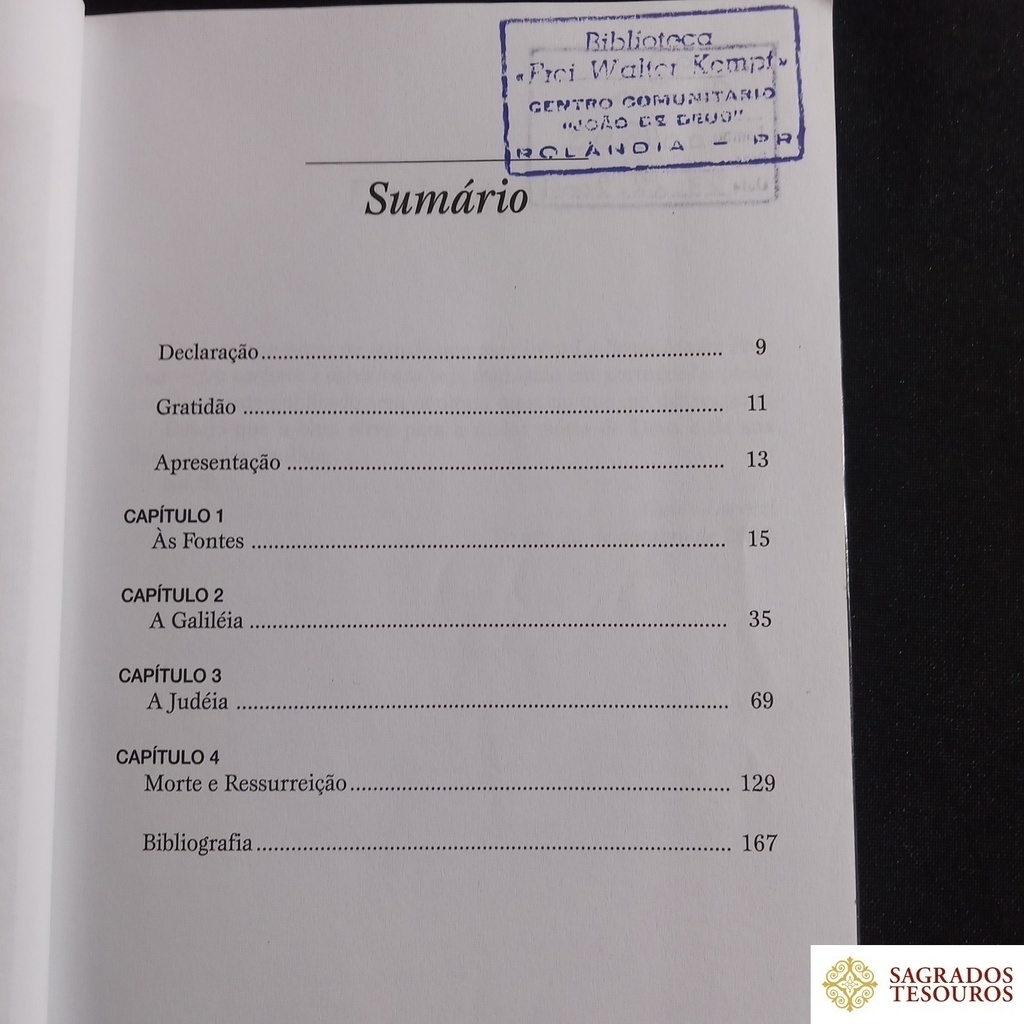 Biblioteca
«Frei Walter Kempf»
CENTRO COMUNITARIO
"JOÃO DE DEUS"
ROLÂNDIA - PR
Sumário
Declaração 9
Gratidão 11
Apresentação 13
CAPÍTULO 1
Às Fontes 15
CAPÍTULO 2
A Galiléia 35
CAPÍTULO 3
A Judéia 69
CAPÍTULO 4
Morte e Ressurreição 129
Bibliografia 167
SAGRADOS
TESOUROS